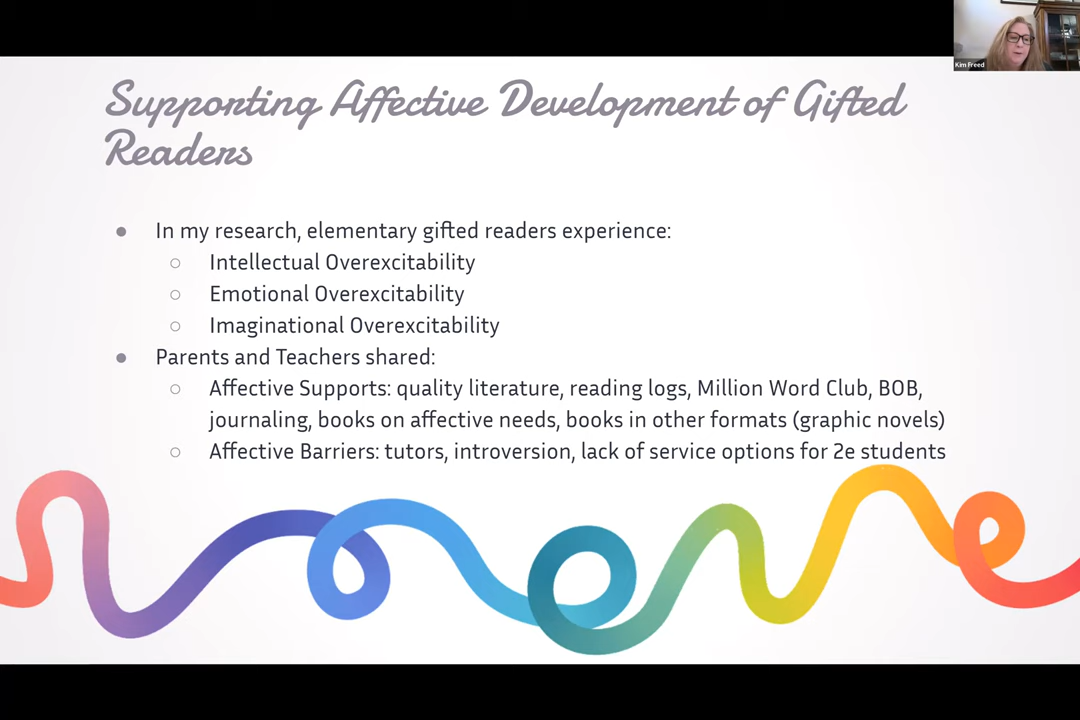 Kim Freed
Supporting Affective Development of Gifted
Readers
● In my research, elementary gifted readers experience:
○ Intellectual Overexcitability
○ Emotional Overexcitability
○ Imaginational Overexcitability
● Parents and Teachers shared:
○ Affective Supports: quality literature, reading logs, Million Word Club, BOB,
journaling, books on affective needs, books in other formats (graphic novels)
○ Affective Barriers: tutors, introversion, lack of service options for 2e students